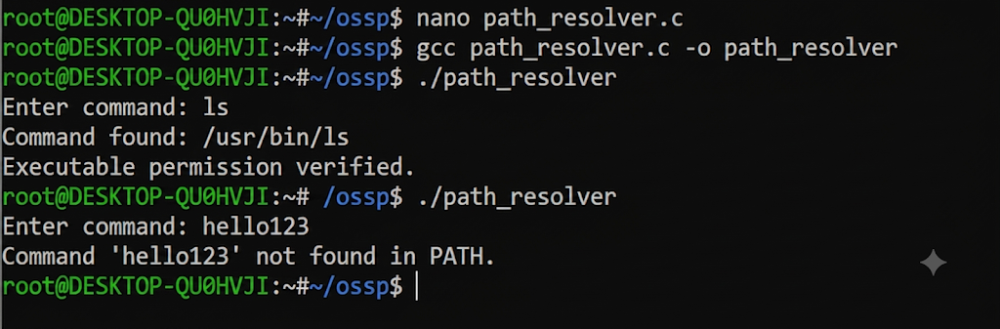 root@DESKTOP-QU0HVJI:~#~/ossp$ nano path_resolver.c
root@DESKTOP-QU0HVJI:~#~/ossp$ gcc path_resolver.c -o path_resolver
root@DESKTOP-QU0HVJI:~#~/ossp$ ./path_resolver
Enter command: ls
Command found: /usr/bin/ls
Executable permission verified.
root@DESKTOP-QU0HVJI:~# /ossp$ ./path_resolver
Enter command: hello123
Command 'hello123' not found in PATH.
root@DESKTOP-QU0HVJI:~#~/ossp$